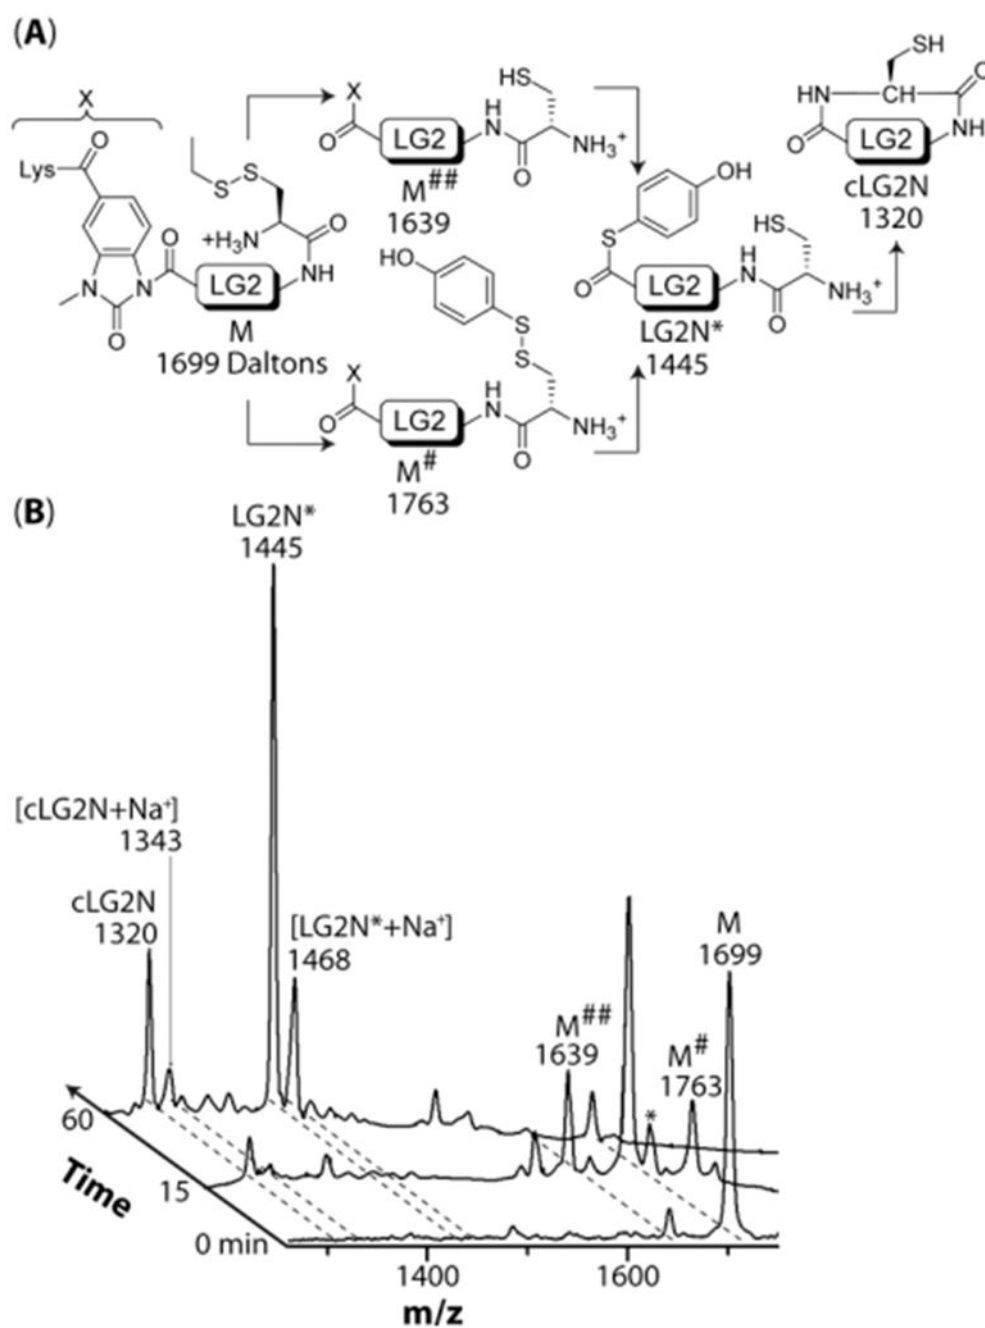 (A)
X
Lys
O
S
S
+H3N
O
O
NH
LG2
N
N
O
M
1699 Daltons
X
O
LG2
H
N
O
HS
NH3+
M##
1639
HO
S
S
X
O
LG2
H
N
O
NH3+
M#
1763
OH
S
O
LG2
H
N
O
HS
NH3+
LG2N*
1445
SH
HN
CH
O
O
LG2
NH
cLG2N
1320
(B)
LG2N*
1445
[cLG2N+Na+]
1343
cLG2N
1320
[LG2N*+Na+]
1468
M##
1639
M#
1763
*
M
1699
60
15
0 min
Time
1400
1600
m/z